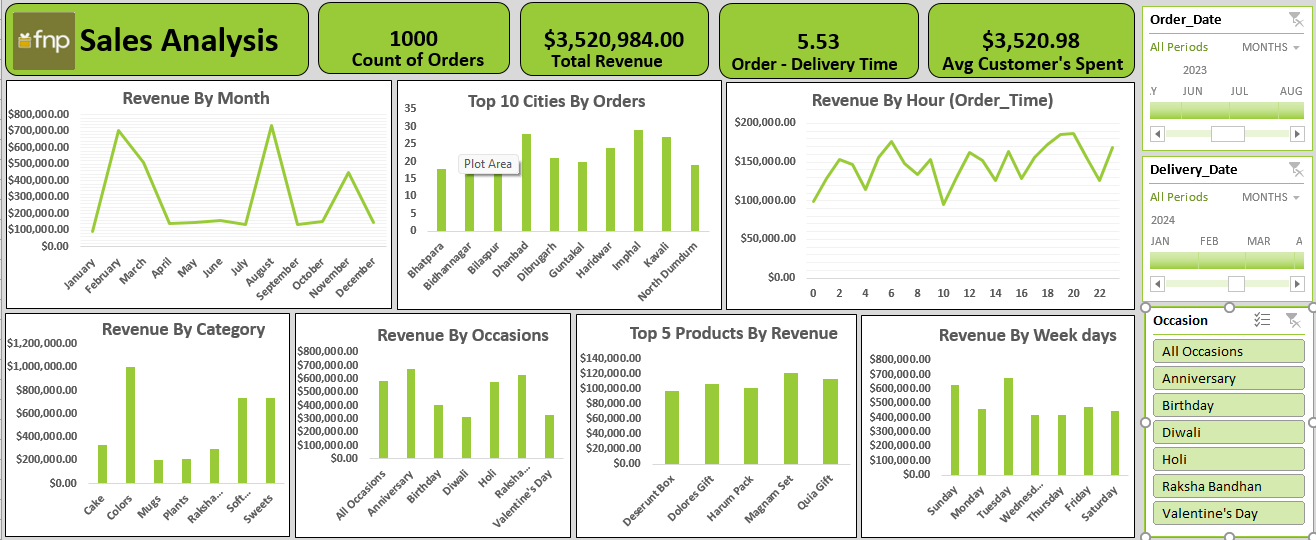 fnp Sales Analysis
1000
Count of Orders
$3,520,984.00
Total Revenue
5.53
Order - Delivery Time
$3,520.98
Avg Customer's Spent
Order_Date
All Periods MONTHS
2023
Y JUN JUL AUG
Revenue By Month
$800,000.00
$700,000.00
$600,000.00
$500,000.00
$400,000.00
$300,000.00
$200,000.00
$100,000.00
$0.00
January February March April May June July August September October November December
Top 10 Cities By Orders
35
30
25
20
15
10
5
0
Plot Area
Bhatpara Bidhannagar Bilaspur Dhanbad Dibrugarh Guntakal Haridwar Imphal Kavali North Dumdum
Revenue By Hour (Order_Time)
$200,000.00
$150,000.00
$100,000.00
$50,000.00
$0.00
0 2 4 6 8 10 12 14 16 18 20 22
Delivery_Date
All Periods MONTHS
2024
JAN FEB MAR A
Revenue By Category
$1,200,000.00
$1,000,000.00
$800,000.00
$600,000.00
$400,000.00
$200,000.00
$0.00
Cake Colors Mugs Plants Raksha... Soft... Sweets
Revenue By Occasions
$800,000.00
$700,000.00
$600,000.00
$500,000.00
$400,000.00
$300,000.00
$200,000.00
$100,000.00
$0.00
All Occasions Anniversary Birthday Diwali Holi Raksha... Valentine's Day
Top 5 Products By Revenue
$140,000.00
$120,000.00
$100,000.00
$80,000.00
$60,000.00
$40,000.00
$20,000.00
$0.00
Deserunt Box Dolores Gift Harum Pack Magnam Set Quia Gift
Revenue By Week days
$800,000.00
$700,000.00
$600,000.00
$500,000.00
$400,000.00
$300,000.00
$200,000.00
$100,000.00
$0.00
Sunday Monday Tuesday Wednesd... Thursday Friday Saturday
Occasion
All Occasions
Anniversary
Birthday
Diwali
Holi
Raksha Bandhan
Valentine's Day